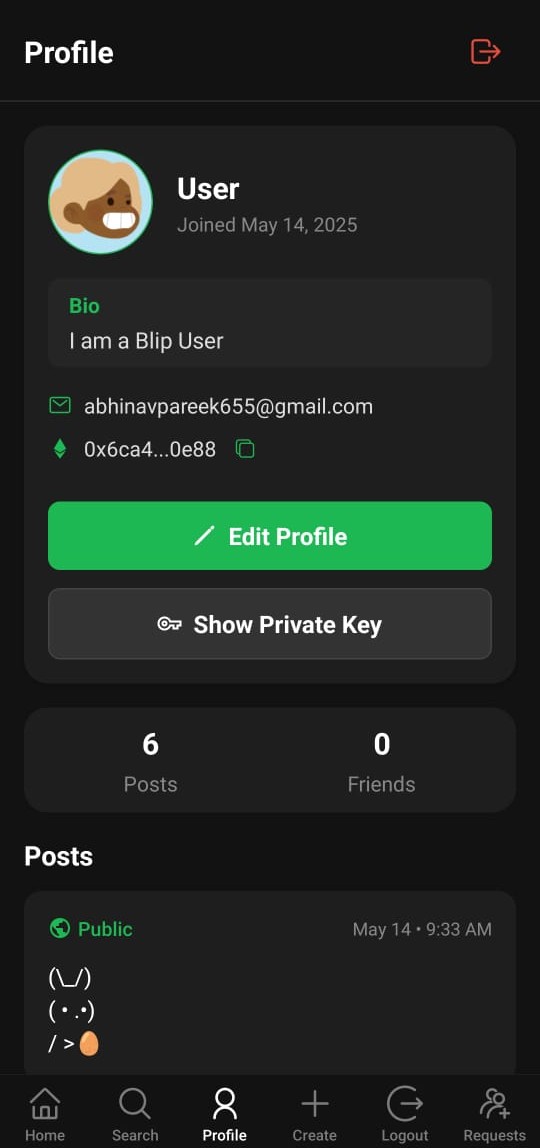 Profile
User
Joined May 14, 2025
Bio
I am a Blip User
abhinavpareek655@gmail.com
0x6ca4...0e88
Edit Profile
Show Private Key
6 0
Posts Friends
Posts
Public May 14 • 9:33 AM
(\_/)
( • .•)
/ >🥚
Home Search Profile Create Logout Requests